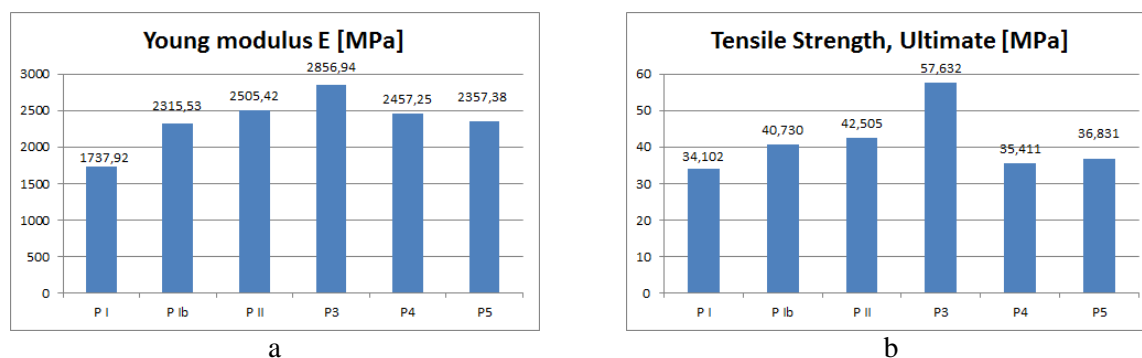 Young modulus E [MPa]
3000
2500
2000
1500
1000
500
0
1737,92
2315,53
2505,42
2856,94
2457,25
2357,38
P I
P Ib
P II
P3
P4
P5
a
Tensile Strength, Ultimate [MPa]
60
50
40
30
20
10
0
34,102
40,730
42,505
57,632
35,411
36,831
P I
P Ib
P II
P3
P4
P5
b